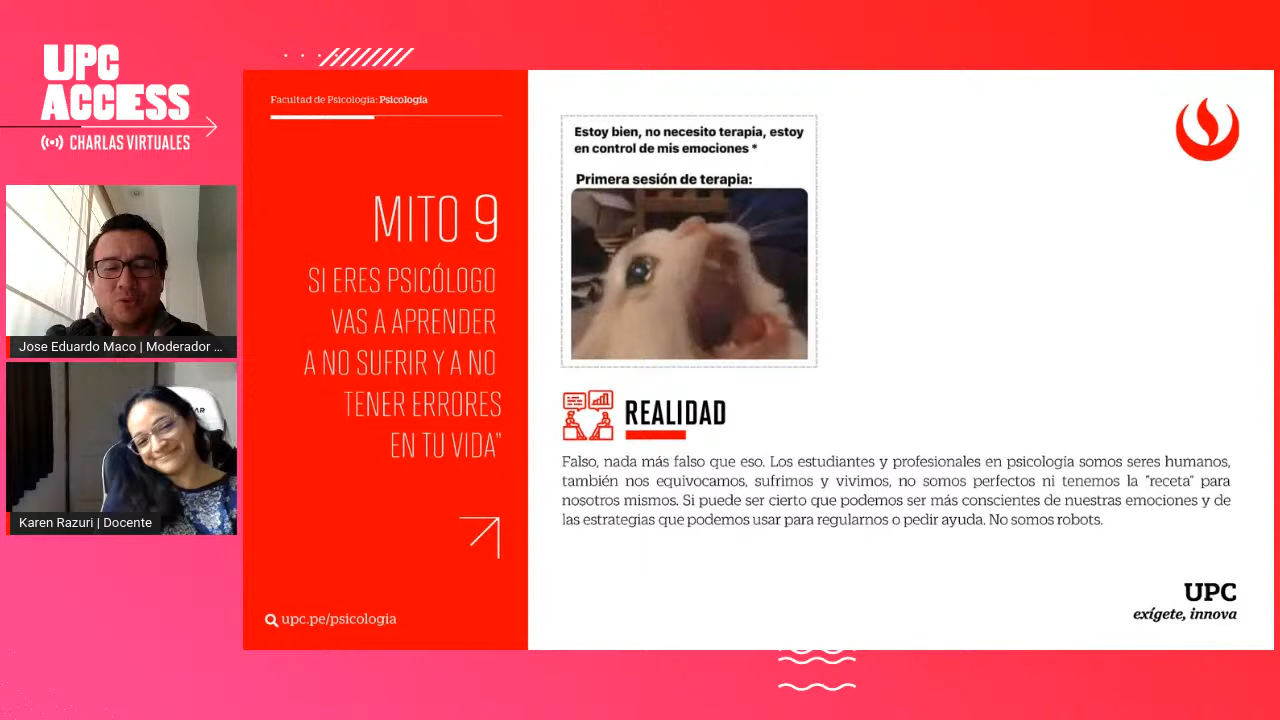 UPC
ACCESS
CHARLAS VIRTUALES
Jose Eduardo Maco | Moderador ...
Karen Razuri | Docente
Facultad de Psicología: Psicología
MITO 9
SI ERES PSICÓLOGO
VAS A APRENDER
A NO SUFRIR Y A NO
TENER ERRORES
EN TU VIDA"
upc.pe/psicologia
Estoy bien, no necesito terapia, estoy
en control de mis emociones *
Primera sesión de terapia:
REALIDAD
Falso, nada más falso que eso. Los estudiantes y profesionales en psicología somos seres humanos,
también nos equivocamos, sufrimos y vivimos, no somos perfectos ni tenemos la "receta" para
nosotros mismos. Si puede ser cierto que podemos ser más conscientes de nuestras emociones y de
las estrategias que podemos usar para regularnos o pedir ayuda. No somos robots.
UPC
exígete, innova